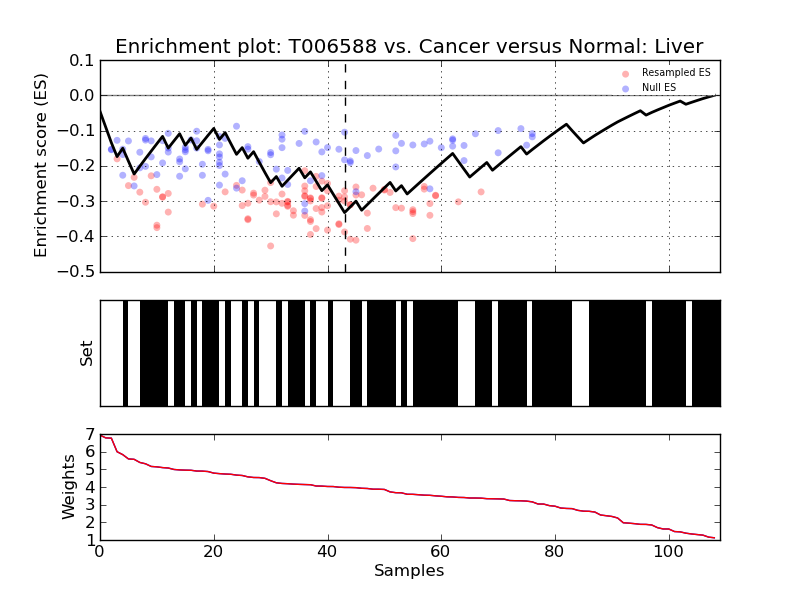 Enrichment plot: T006588 vs. Cancer versus Normal: Liver
Enrichment score (ES)
0.1
0.0
−0.1
−0.2
−0.3
−0.4
−0.5
Resampled ES
Null ES
Set
Weights
7
6
5
4
3
2
1
0 20 40 60 80 100
Samples